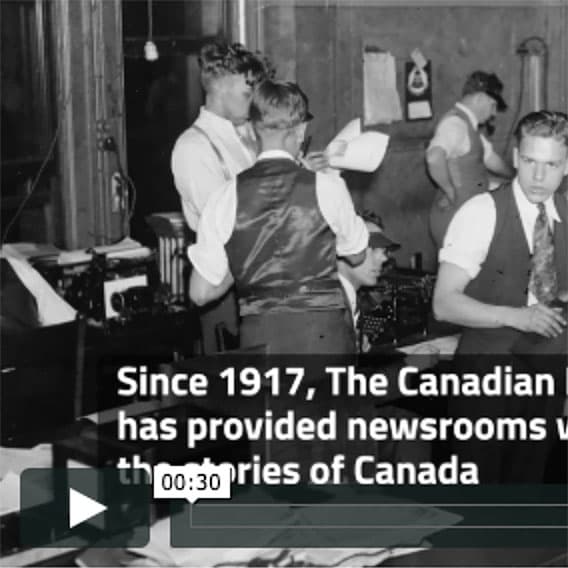 Since 1917, The Canadian
has provided newsrooms
the stories of Canada
00:30